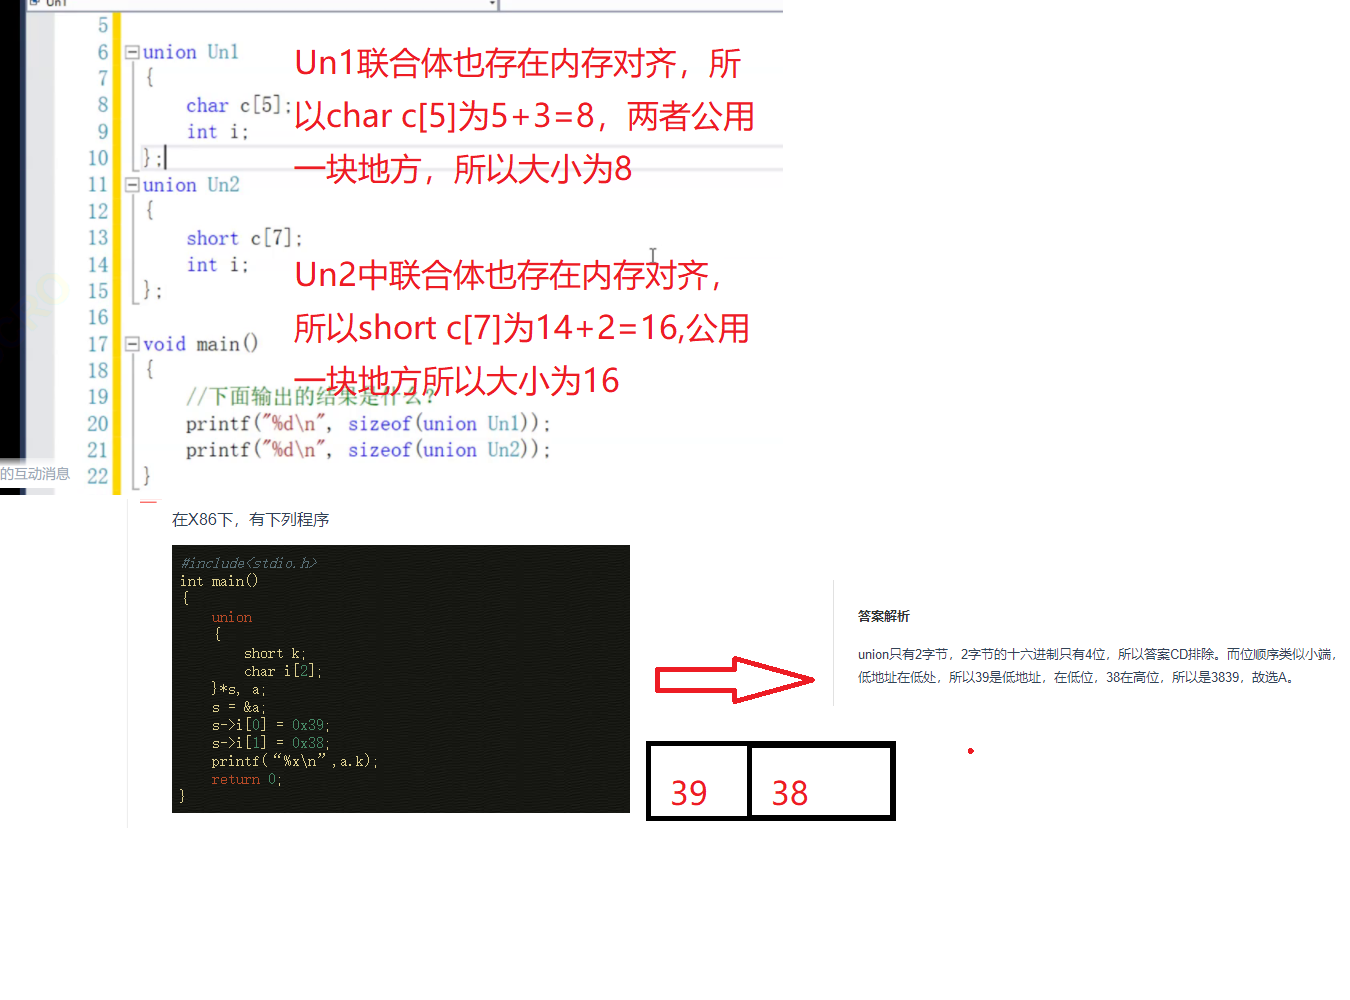 Un1
5
6 union Un1
7 {
8 char c[5];
9 int i;
10 };
11 union Un2
12 {
13 short c[7];
14 int i;
15 };
16
17 void main()
18 {
19 //下面输出的结果是什么?
20 printf("%d\n", sizeof(union Un1));
21 printf("%d\n", sizeof(union Un2));
22 }
Un1联合体也存在内存对齐，所
以char c[5]为5+3=8，两者公用
一块地方，所以大小为8
Un2中联合体也存在内存对齐，
所以short c[7]为14+2=16,公用
一块地方所以大小为16
的互动消息
在X86下，有下列程序
#include<stdio.h>
int main()
{
union
{
short k;
char i[2];
}*s, a;
s = &a;
s->i[0] = 0x39;
s->i[1] = 0x38;
printf(“%x\n”,a.k);
return 0;
}
答案解析
union只有2字节，2字节的十六进制只有4位，所以答案CD排除。而位顺序类似小端，
低地址在低处，所以39是低地址，在低位，38在高位，所以是3839，故选A。
39 38